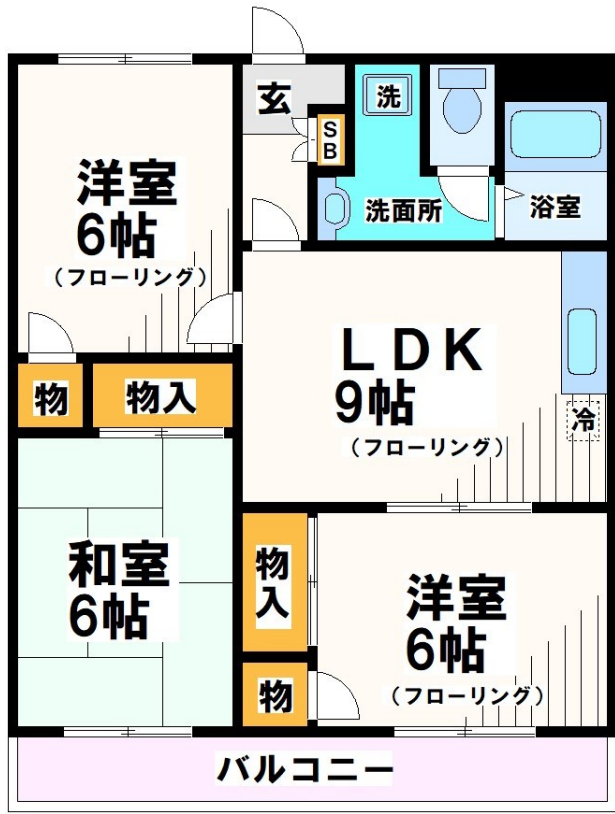 玄
SB
洗
洗面所
浴室
洋室
6帖
(フローリング)
LDK
9帖
(フローリング)
冷
物
物入
和室
6帖
物入
物
洋室
6帖
(フローリング)
バルコニー